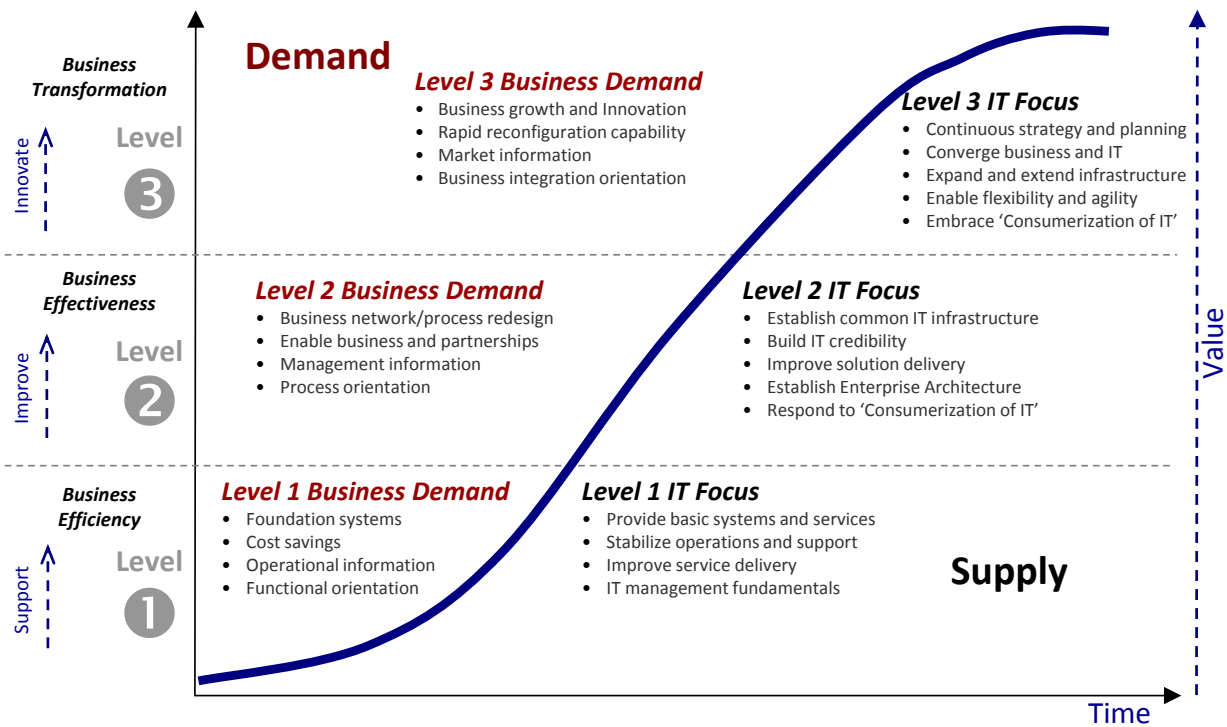 Demand
Business
Transformation
Level
3
Innovate
Level 3 Business Demand
• Business growth and Innovation
• Rapid reconfiguration capability
• Market information
• Business integration orientation
Level 3 IT Focus
• Continuous strategy and planning
• Converge business and IT
• Expand and extend infrastructure
• Enable flexibility and agility
• Embrace ‘Consumerization of IT’
Business
Effectiveness
Level
2
Improve
Level 2 Business Demand
• Business network/process redesign
• Enable business and partnerships
• Management information
• Process orientation
Level 2 IT Focus
• Establish common IT infrastructure
• Build IT credibility
• Improve solution delivery
• Establish Enterprise Architecture
• Respond to ‘Consumerization of IT’
Value
Business
Efficiency
Level
1
Support
Level 1 Business Demand
• Foundation systems
• Cost savings
• Operational information
• Functional orientation
Level 1 IT Focus
• Provide basic systems and services
• Stabilize operations and support
• Improve service delivery
• IT management fundamentals
Supply
Time